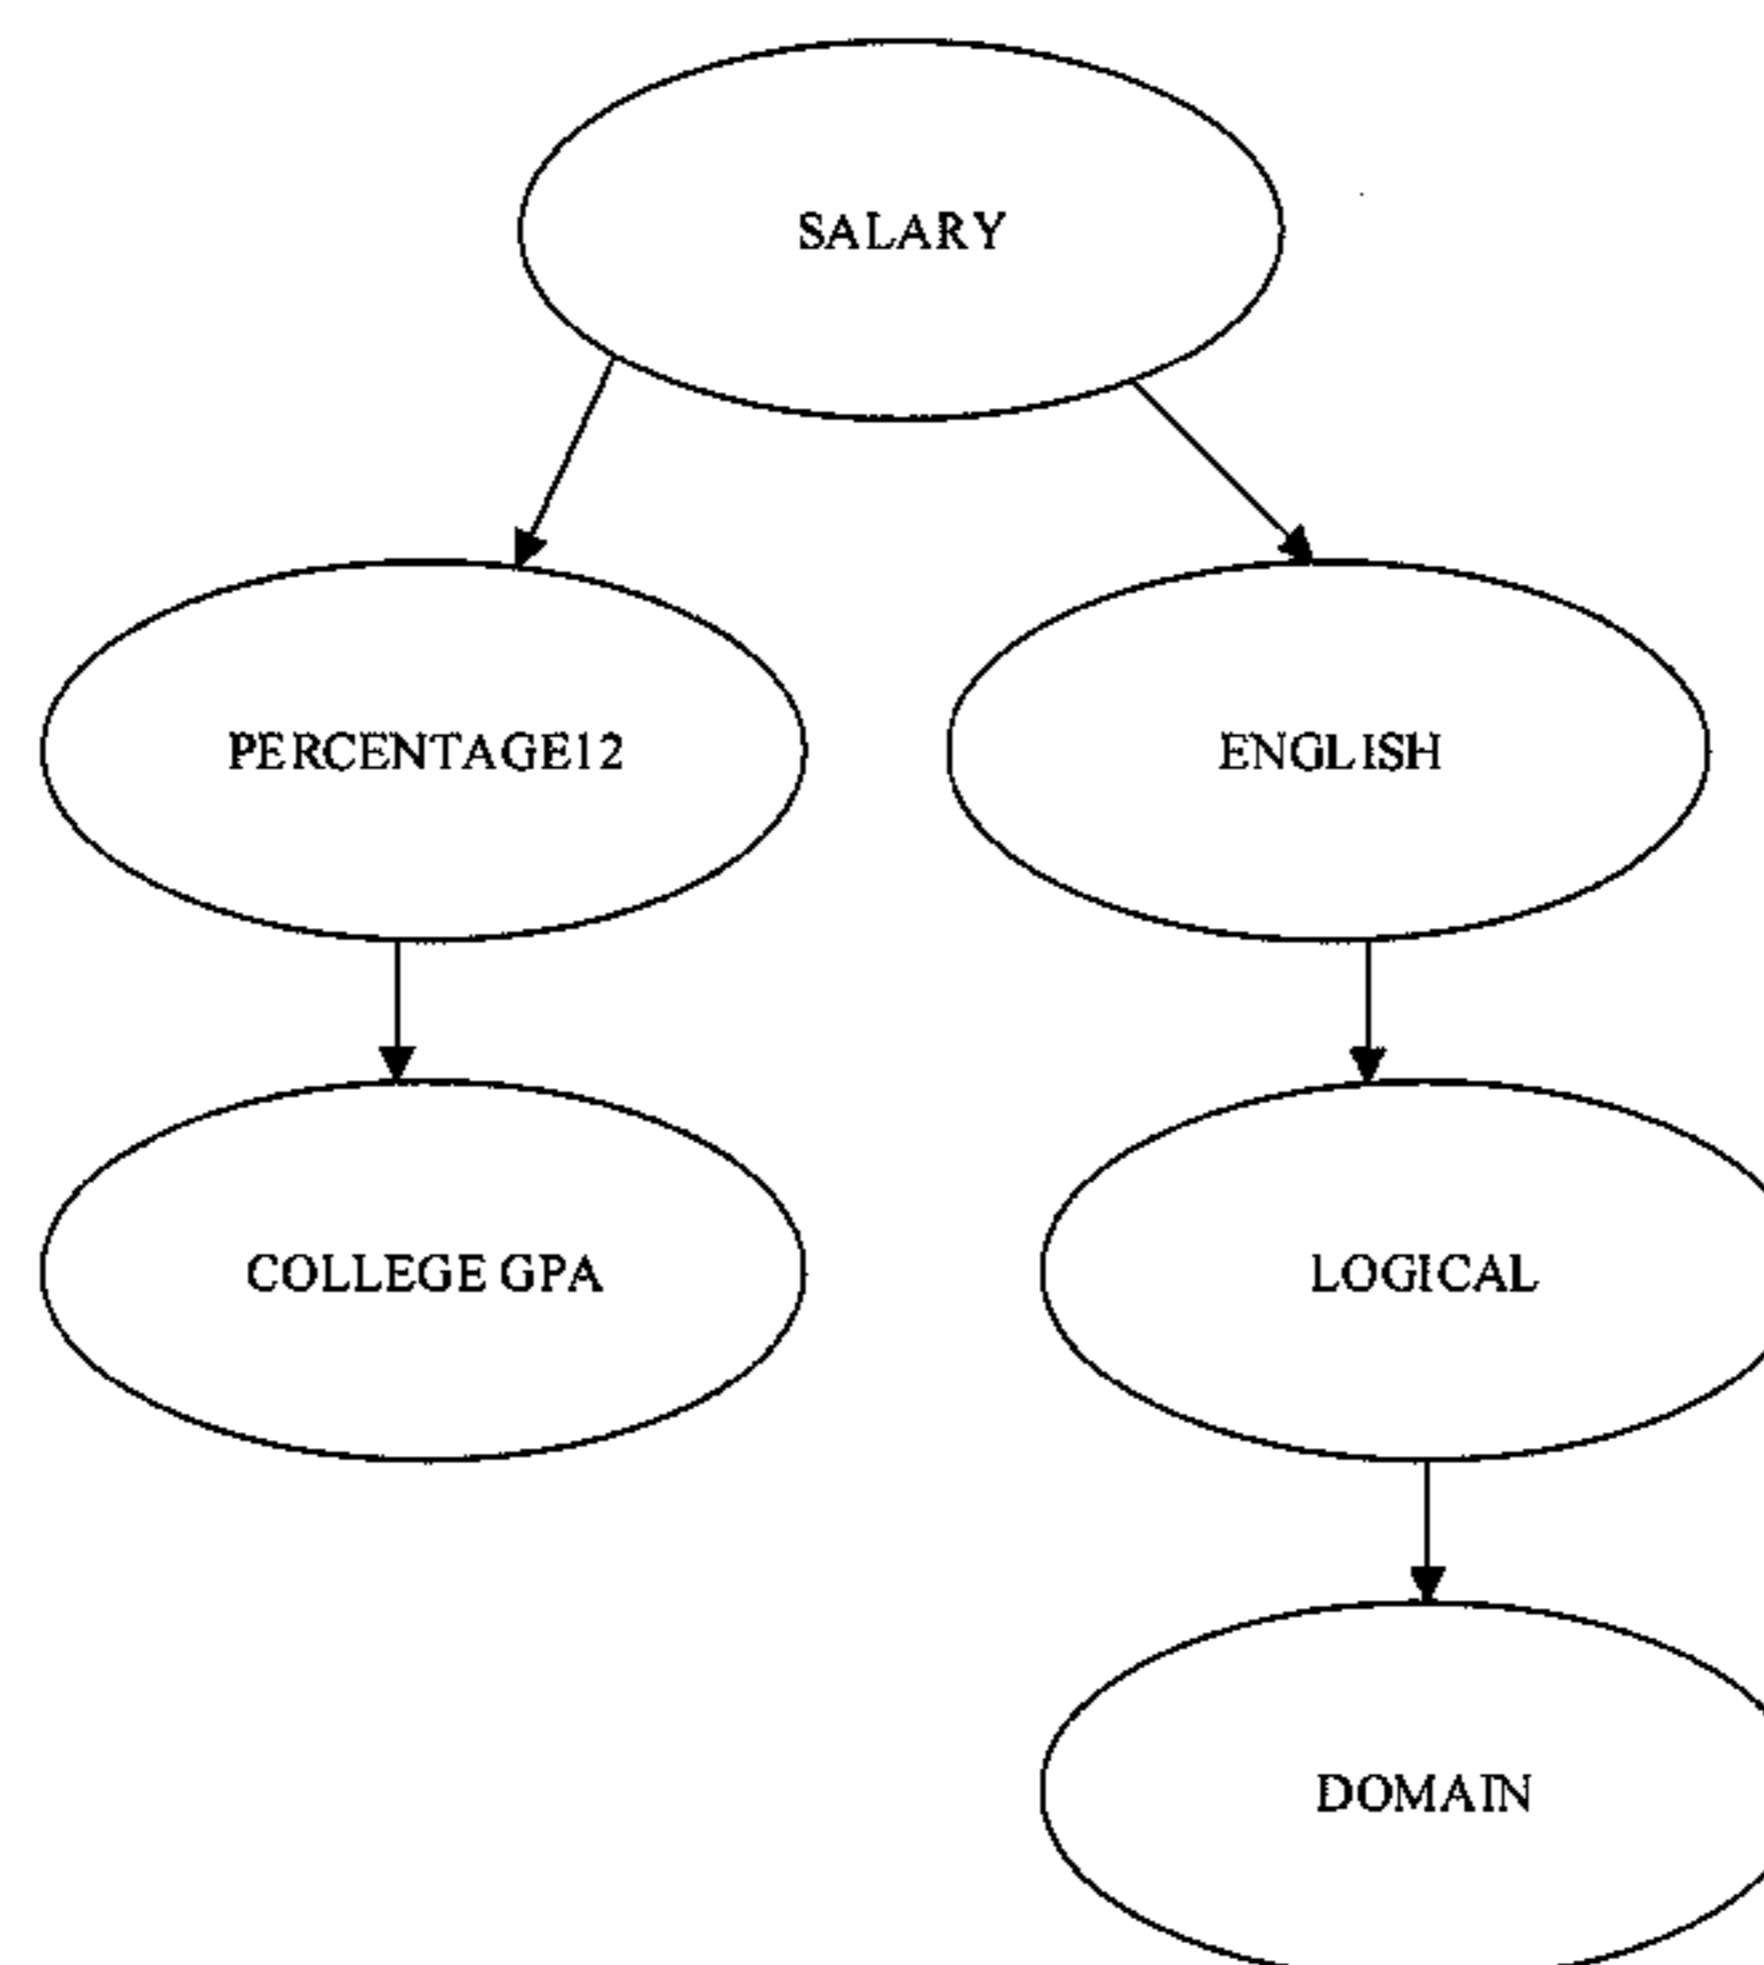 SALARY
PERCENTAGE12
ENGLISH
COLLEGE GPA
LOGICAL
DOMAIN